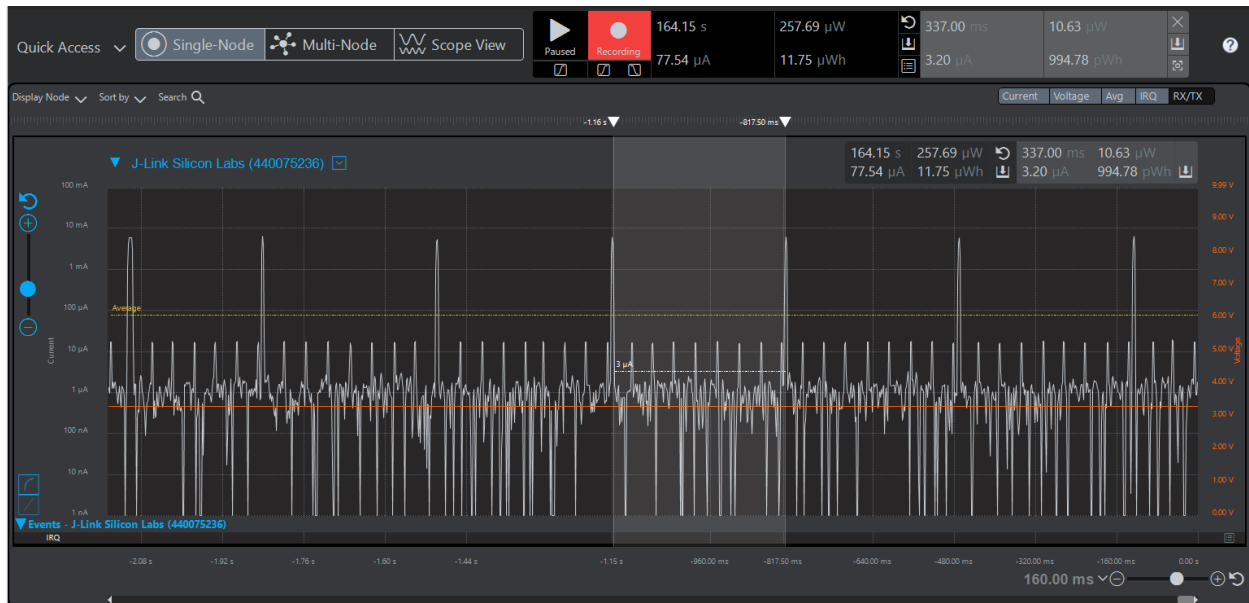 Quick Access
Single-Node
Multi-Node
Scope View
Paused
Recording
164.15 s 257.69 µW
77.54 µA 11.75 µWh
337.00 ms 10.63 µW
3.20 µA 994.78 pWh
Display Node
Sort by
Search
Current Voltage Avg IRQ RX/TX
-1.16 s -817.50 ms
J-Link Silicon Labs (440075236)
164.15 s 257.69 µW 337.00 ms 10.63 µW
77.54 µA 11.75 µWh 3.20 µA 994.78 pWh
100 mA 9.99 V
9.00 V
10 mA
8.00 V
1 mA
7.00 V
100 µA Average
6.00 V
10 µA
5.00 V
Current
Voltage
3 µA
1 µA
4.00 V
3.00 V
100 nA
2.00 V
10 nA
1.00 V
1 nA 0.00 V
Events - J-Link Silicon Labs (440075236)
IRQ
-2.08 s -1.92 s -1.76 s -1.60 s -1.44 s -1.15 s -960.00 ms -817.50 ms -640.00 ms -480.00 ms -320.00 ms -160.00 ms 0.00 s
160.00 ms